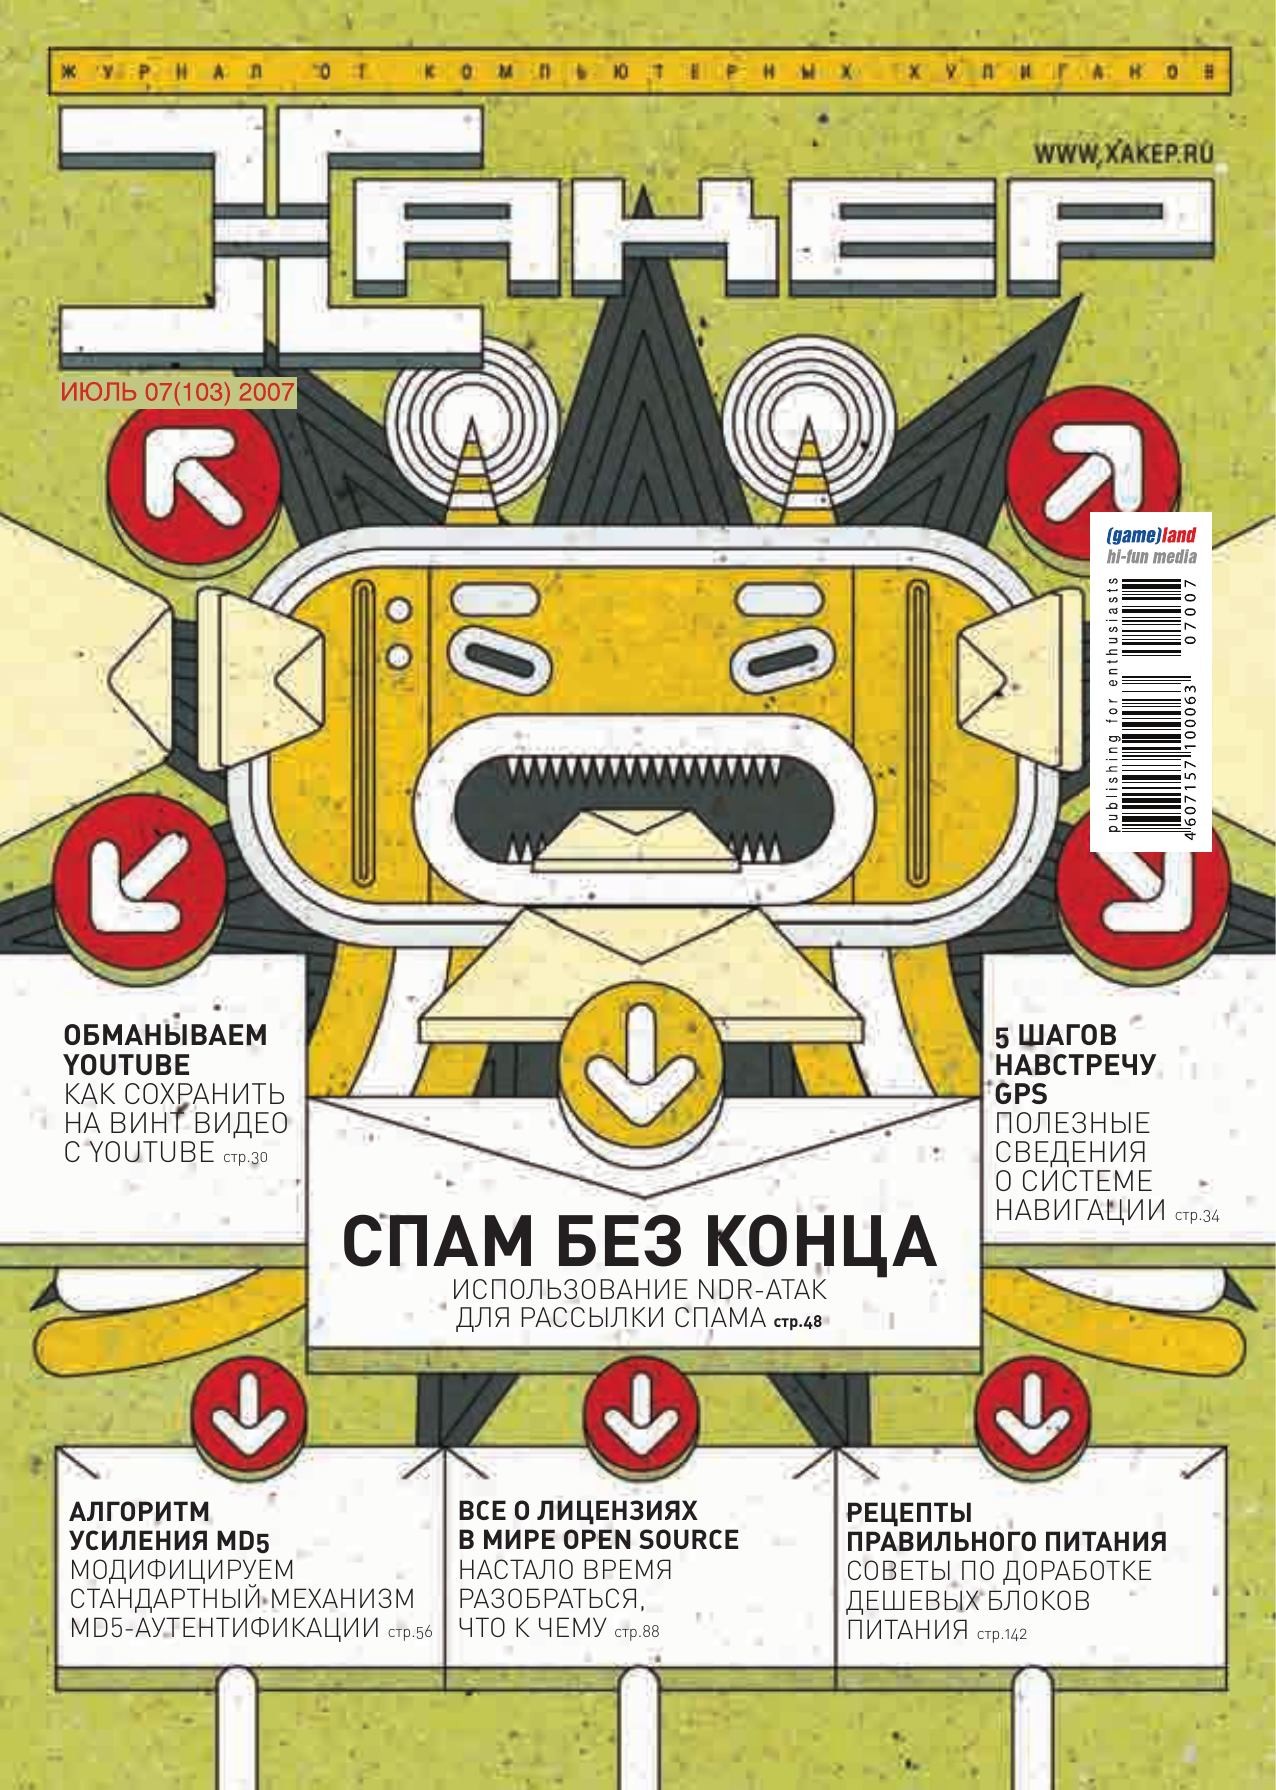 ЖУРНАЛ ОТ КОМПЬЮТЕРНЫХ ХУЛИГАНОВ
WWW.XAKEP.RU
ХАКЕР
ИЮЛЬ 07(103) 2007
(game)land
hi-fun media
publishing for enthusiasts
07007
4607157100063
ОБМАНЫВАЕМ
YOUTUBE
КАК СОХРАНИТЬ
НА ВИНТ ВИДЕО
С YOUTUBE стр.30
5 ШАГОВ
НАВСТРЕЧУ
GPS
ПОЛЕЗНЫЕ
СВЕДЕНИЯ
О СИСТЕМЕ
НАВИГАЦИИ стр.34
СПАМ БЕЗ КОНЦА
ИСПОЛЬЗОВАНИЕ NDR-АТАК
ДЛЯ РАССЫЛКИ СПАМА стр.48
АЛГОРИТМ
УСИЛЕНИЯ MD5
МОДИФИЦИРУЕМ
СТАНДАРТНЫЙ МЕХАНИЗМ
MD5-АУТЕНТИФИКАЦИИ стр.56
ВСЕ О ЛИЦЕНЗИЯХ
В МИРЕ OPEN SOURCE
НАСТАЛО ВРЕМЯ
РАЗОБРАТЬСЯ,
ЧТО К ЧЕМУ стр.88
РЕЦЕПТЫ
ПРАВИЛЬНОГО ПИТАНИЯ
СОВЕТЫ ПО ДОРАБОТКЕ
ДЕШЕВЫХ БЛОКОВ
ПИТАНИЯ стр.142